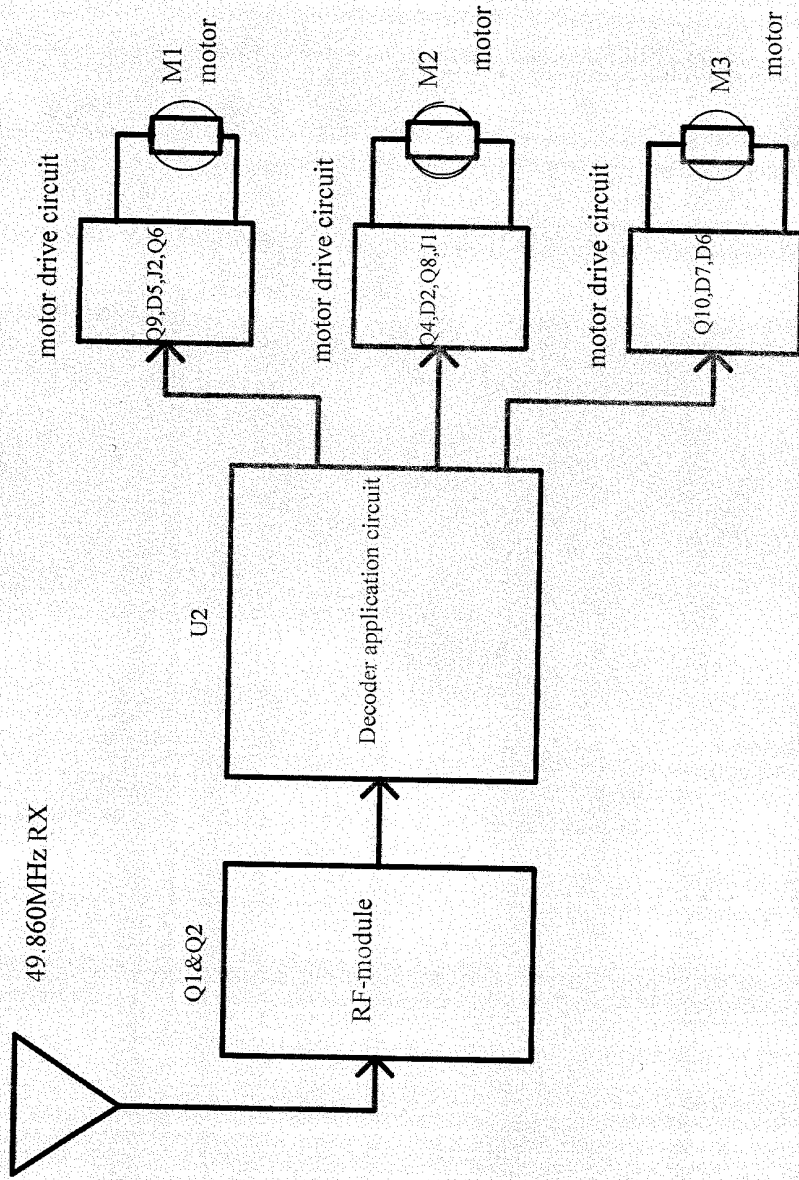 49.860MHz RX
Q1&Q2
RF-module
U2
Decoder application circuit
motor drive circuit
Q9,D5,J2,Q6
M1
motor
motor drive circuit
Q4,D2,Q8,J1
M2
motor
motor drive circuit
Q10,D7,D6
M3
motor